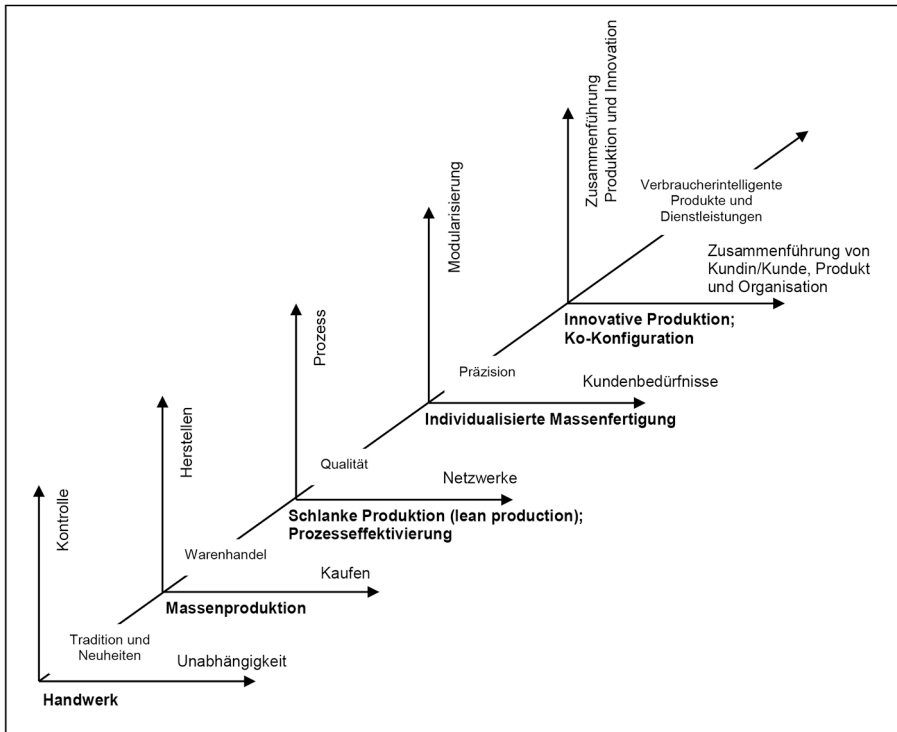 Zusammenführung
Produktion und Innovation
Verbraucherintelligente
Produkte und
Dienstleistungen
Zusammenführung von
Kundin/Kunde, Produkt
und Organisation
Innovative Produktion;
Ko-Konfiguration
Modularisierung
Präzision
Kundenbedürfnisse
Individualisierte Massenfertigung
Prozess
Qualität
Netzwerke
Schlanke Produktion (lean production);
Prozesseffektivierung
Herstellen
Warenhandel
Kaufen
Massenproduktion
Kontrolle
Tradition und
Neuheiten
Unabhängigkeit
Handwerk